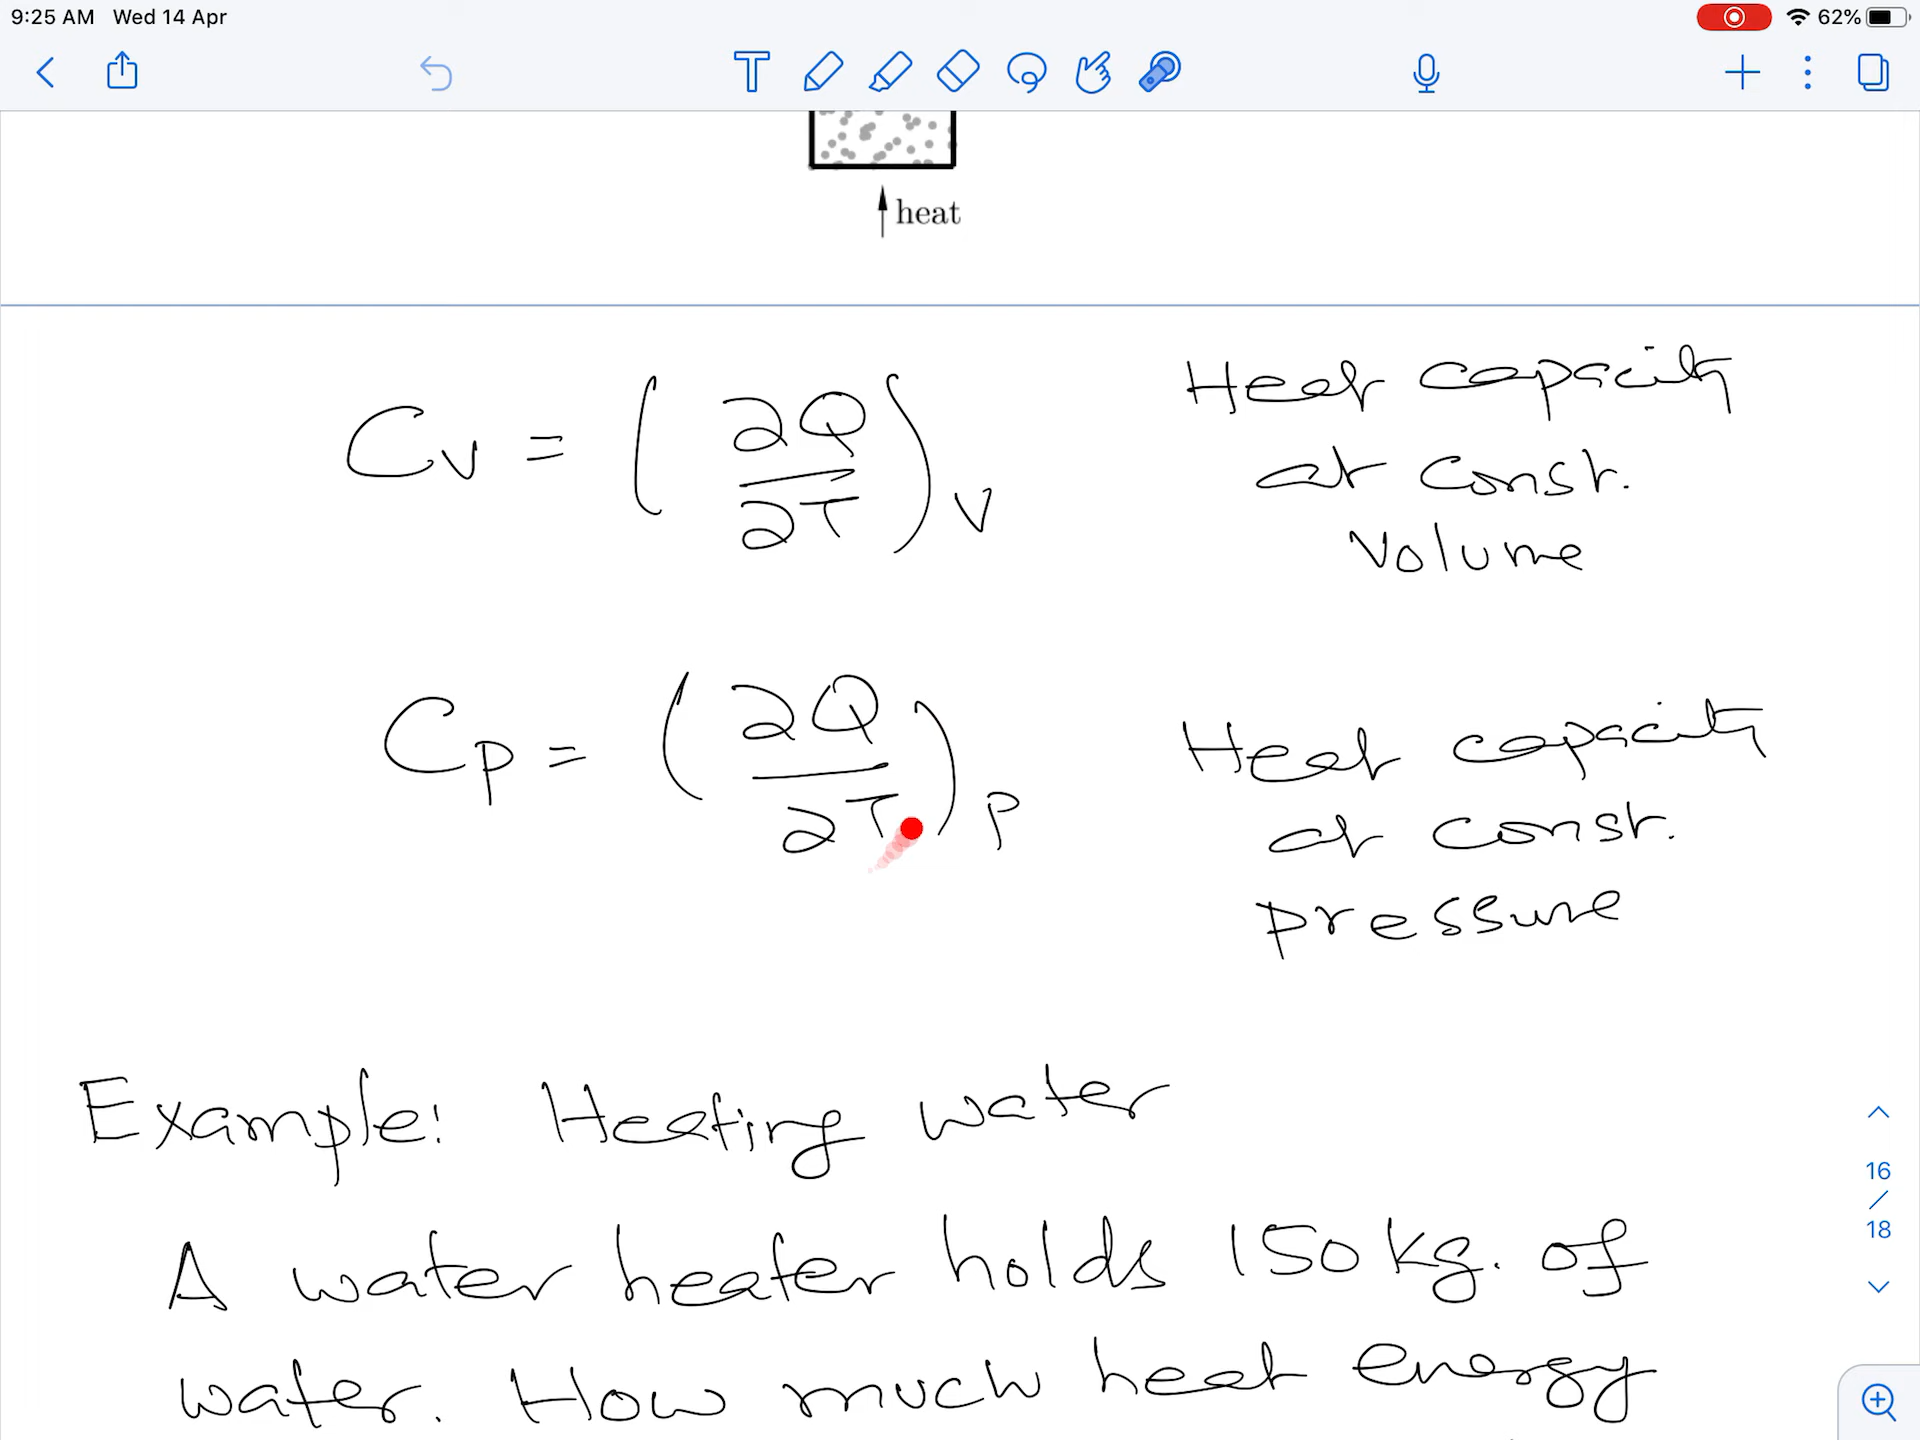 9:25 AM Wed 14 Apr
62%
T
heat
Cv = (∂Q/∂T)v
Heat capacity
at const.
volume
Cp = (∂Q/∂T)p
Heat capacity
at const.
pressure
Example: Heating water
A water heater holds 150 kg. of
water. How much heat energy
16
/
18